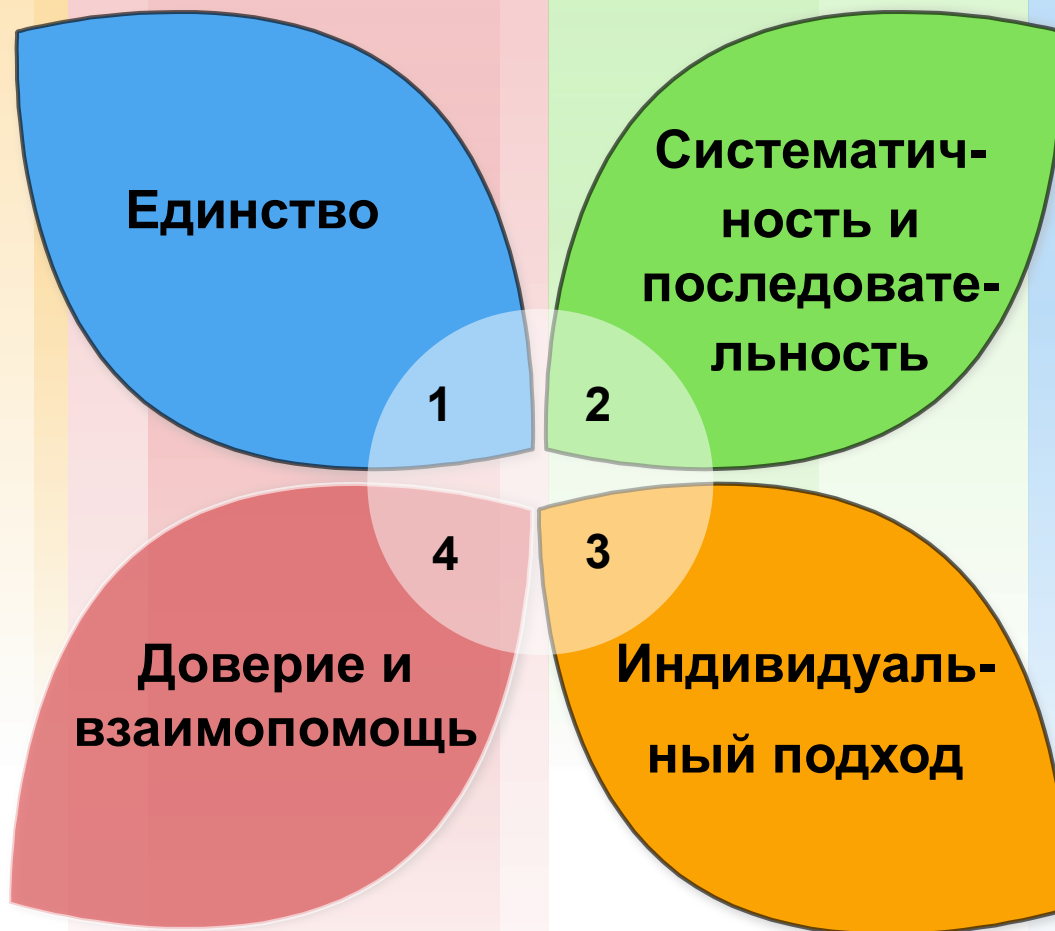 Единство
1
Систематич-
ность и
последовате-
льность
2
Индивидуаль-
ный подход
3
Доверие и
взаимопомощь
4